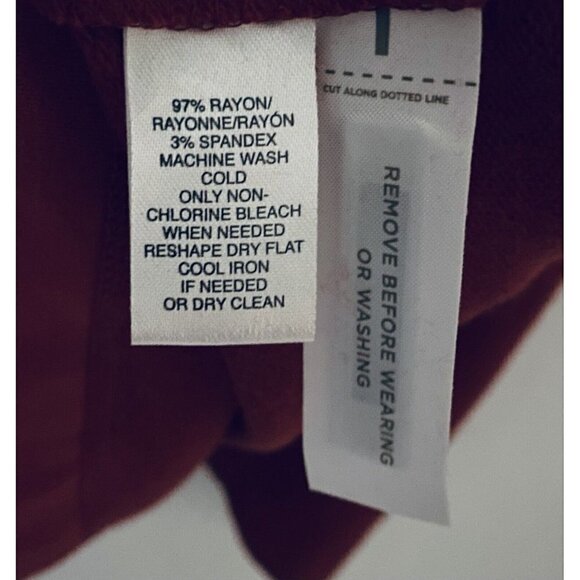 97% RAYON/
RAYONNE/RAYÓN
3% SPANDEX
MACHINE WASH
COLD
ONLY NON-
CHLORINE BLEACH
WHEN NEEDED
RESHAPE DRY FLAT
COOL IRON
IF NEEDED
OR DRY CLEAN
CUT ALONG DOTTED LINE
REMOVE BEFORE WEARING
OR WASHING